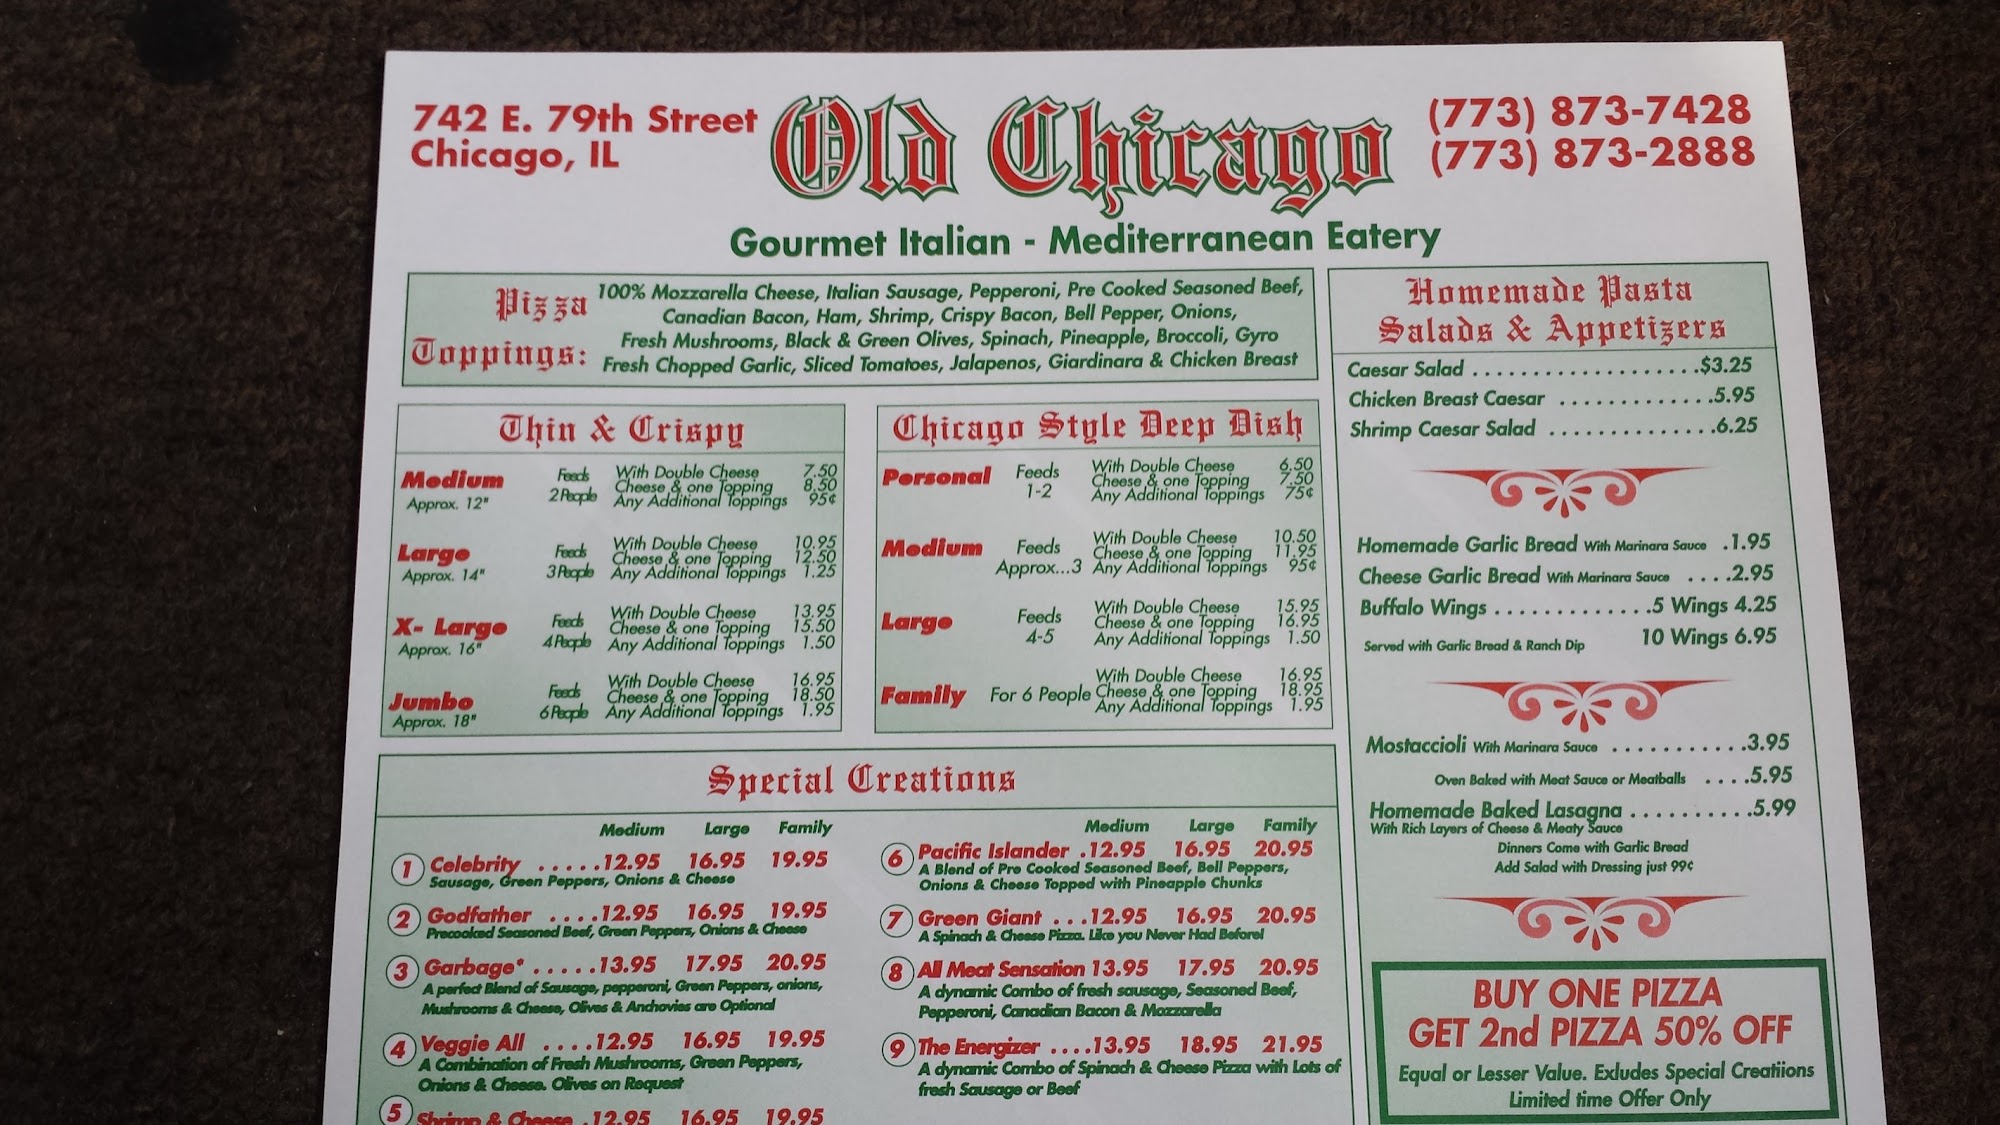 742 E. 79th Street
Chicago, IL
Old Chicago
(773) 873-7428
(773) 873-2888
Gourmet Italian - Mediterranean Eatery
Pizza
Toppings:
100% Mozzarella Cheese, Italian Sausage, Pepperoni, Pre Cooked Seasoned Beef,
Canadian Bacon, Ham, Shrimp, Crispy Bacon, Bell Pepper, Onions,
Fresh Mushrooms, Black & Green Olives, Spinach, Pineapple, Broccoli, Gyro
Fresh Chopped Garlic, Sliced Tomatoes, Jalapenos, Giardinara & Chicken Breast
Thin & Crispy
Medium Feeds With Double Cheese 7.50
Cheese & one Topping 8.50
Approx. 12" 2 People Any Additional Toppings 95¢
Large Feeds With Double Cheese 10.95
Cheese & one Topping 12.50
Approx. 14" 3 People Any Additional Toppings 1.25
X- Large Feeds With Double Cheese 13.95
Cheese & one Topping 15.50
Approx. 16" 4 People Any Additional Toppings 1.50
Jumbo Feeds With Double Cheese 16.95
Cheese & one Topping 18.50
Approx. 18" 6 People Any Additional Toppings 1.95
Chicago Style Deep Dish
Personal Feeds With Double Cheese 6.50
Cheese & one Topping 7.50
1-2 Any Additional Toppings 75¢
Medium Feeds With Double Cheese 10.50
Cheese & one Topping 11.95
Approx...3 Any Additional Toppings 95¢
Large Feeds With Double Cheese 15.95
Cheese & one Topping 16.95
4-5 Any Additional Toppings 1.50
With Double Cheese 16.95
Family For 6 People Cheese & one Topping 18.95
Any Additional Toppings 1.95
Special Creations
Medium Large Family
1 Celebrity .....12.95 16.95 19.95
Sausage, Green Peppers, Onions & Cheese
2 Godfather ....12.95 16.95 19.95
Precooked Seasoned Beef, Green Peppers, Onions & Cheese
3 Garbage* .....13.95 17.95 20.95
A perfect Blend of Sausage, pepperoni, Green Peppers, onions,
Mushrooms & Cheese, Olives & Anchovies are Optional
4 Veggie All ....12.95 16.95 19.95
A Combination of Fresh Mushrooms, Green Peppers,
Onions & Cheese. Olives on Request
5 Shrimp & Cheese .12.95 16.95 19.95
Medium Large Family
6 Pacific Islander .12.95 16.95 20.95
A Blend of Pre Cooked Seasoned Beef, Bell Peppers,
Onions & Cheese Topped with Pineapple Chunks
7 Green Giant ...12.95 16.95 20.95
A Spinach & Cheese Pizza. Like you Never Had Before!
8 All Meat Sensation 13.95 17.95 20.95
A dynamic Combo of fresh sausage, Seasoned Beef,
Pepperoni, Canadian Bacon & Mozzarella
9 The Energizer ....13.95 18.95 21.95
A dynamic Combo of Spinach & Cheese Pizza with Lots of
fresh Sausage or Beef
Homemade Pasta
Salads & Appetizers
Caesar Salad ...................$3.25
Chicken Breast Caesar .............5.95
Shrimp Caesar Salad ..............6.25
Homemade Garlic Bread With Marinara Sauce .1.95
Cheese Garlic Bread With Marinara Sauce ....2.95
Buffalo Wings .............5 Wings 4.25
Served with Garlic Bread & Ranch Dip 10 Wings 6.95
Mostaccioli With Marinara Sauce ...........3.95
Oven Baked with Meat Sauce or Meatballs ....5.95
Homemade Baked Lasagna ..........5.99
With Rich Layers of Cheese & Meaty Sauce
Dinners Come with Garlic Bread
Add Salad with Dressing just 99¢
BUY ONE PIZZA
GET 2nd PIZZA 50% OFF
Equal or Lesser Value. Exludes Special Creatiions
Limited time Offer Only